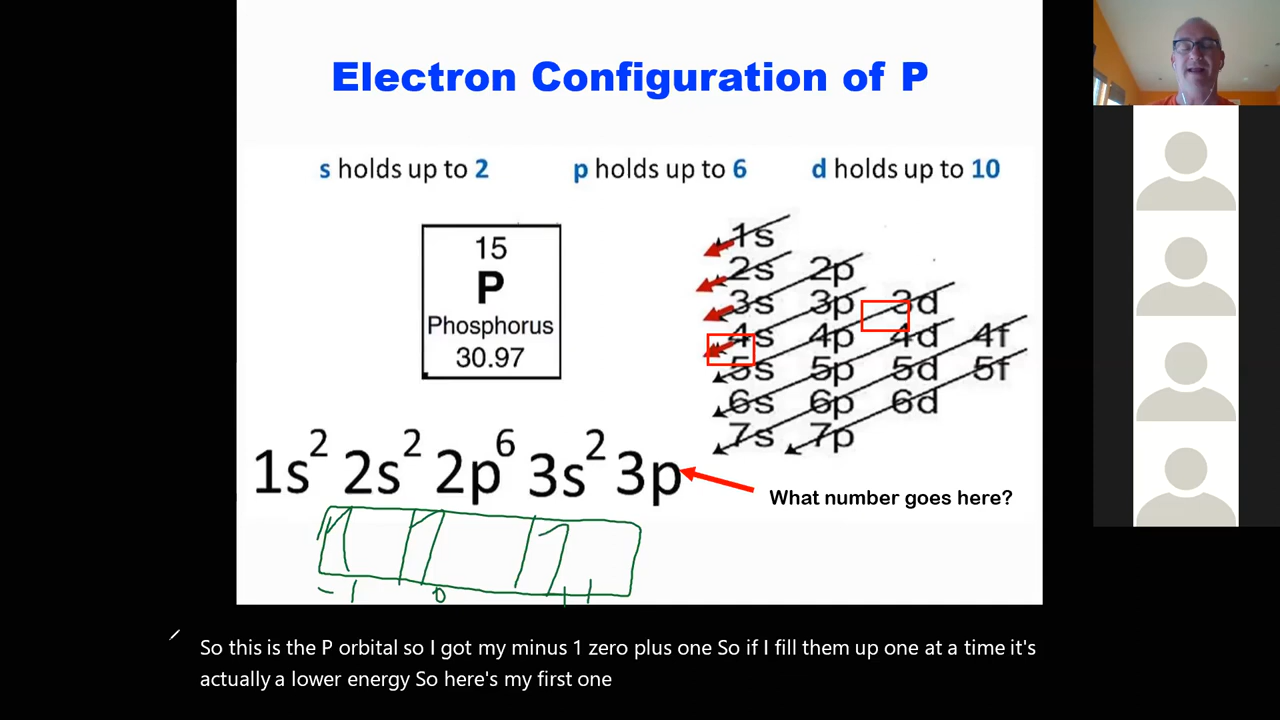 Electron Configuration of P
s holds up to 2 p holds up to 6 d holds up to 10
15
P
Phosphorus
30.97
1s
2s 2p
3s 3p 3d
4s 4p 4d 4f
5s 5p 5d 5f
6s 6p 6d
7s 7p
1s² 2s² 2p⁶ 3s² 3p
What number goes here?
1 1 1
-1 0 +1
So this is the P orbital so I got my minus 1 zero plus one So if I fill them up one at a time it's
actually a lower energy So here's my first one